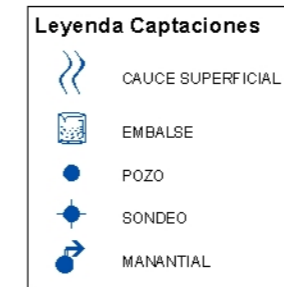 Leyenda Captaciones
CAUCE SUPERFICIAL
EMBALSE
POZO
SONDEO
MANANTIAL